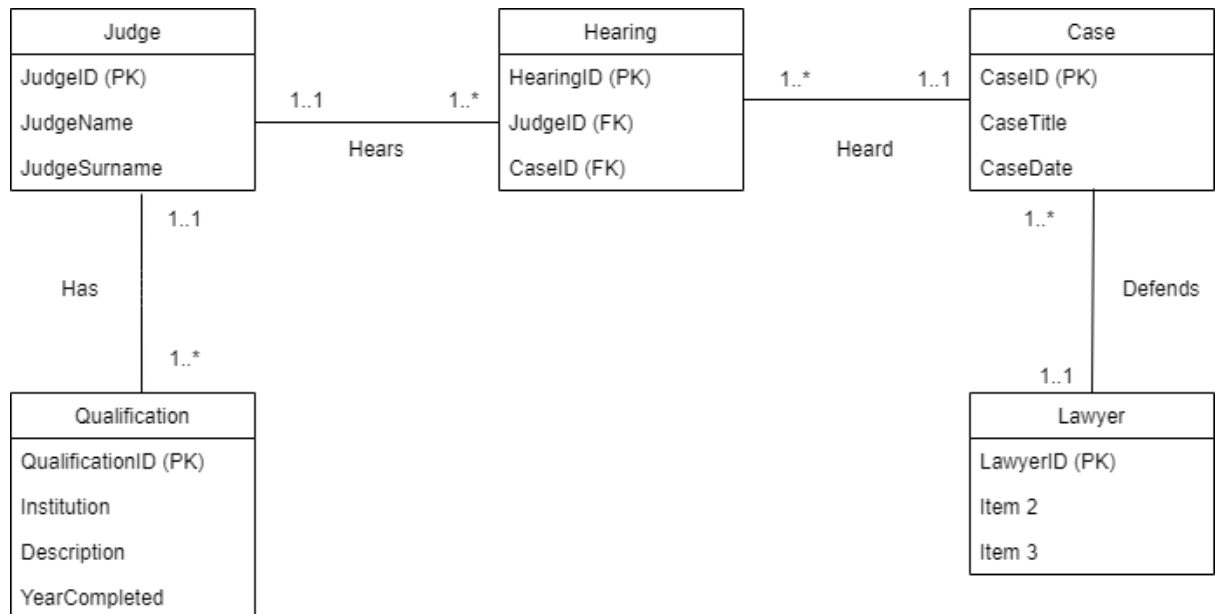 Judge
JudgeID (PK)
JudgeName
JudgeSurname
1..1
1..*
Hears
Hearing
HearingID (PK)
JudgeID (FK)
CaseID (FK)
1..*
1..1
Heard
Case
CaseID (PK)
CaseTitle
CaseDate
1..1
Has
1..*
1..*
Defends
1..1
Qualification
QualificationID (PK)
Institution
Description
YearCompleted
Lawyer
LawyerID (PK)
Item 2
Item 3